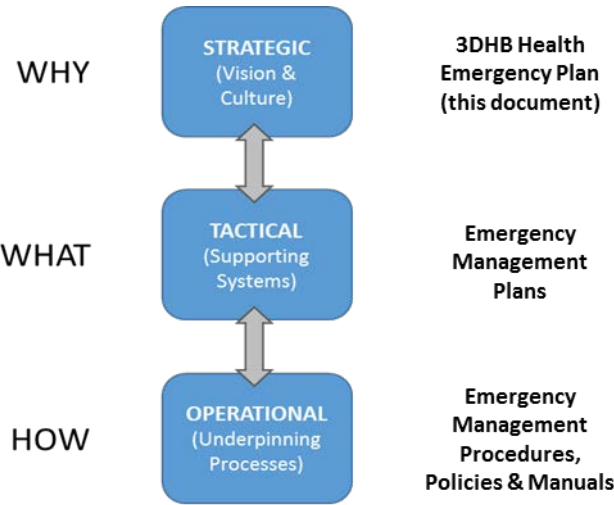 WHY
STRATEGIC
(Vision &
Culture)
3DHB Health
Emergency Plan
(this document)
WHAT
TACTICAL
(Supporting
Systems)
Emergency
Management
Plans
HOW
OPERATIONAL
(Underpinning
Processes)
Emergency
Management
Procedures,
Policies & Manuals